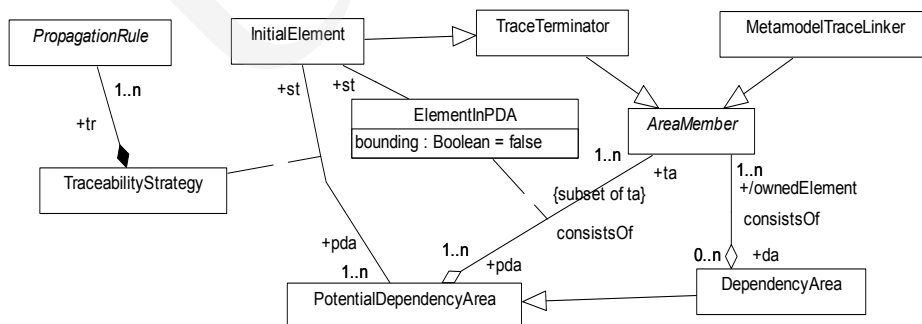 PropagationRule
InitialElement
TraceTerminator
MetamodelTraceLinker
1..n
+tr
+st
+st
ElementInPDA
bounding : Boolean = false
AreaMember
1..n
+ta
{subset of ta}
consistsOf
1..n
+/ownedElement
consistsOf
TraceabilityStrategy
+pda
1..n
1..n
+pda
0..n
+da
PotentialDependencyArea
DependencyArea